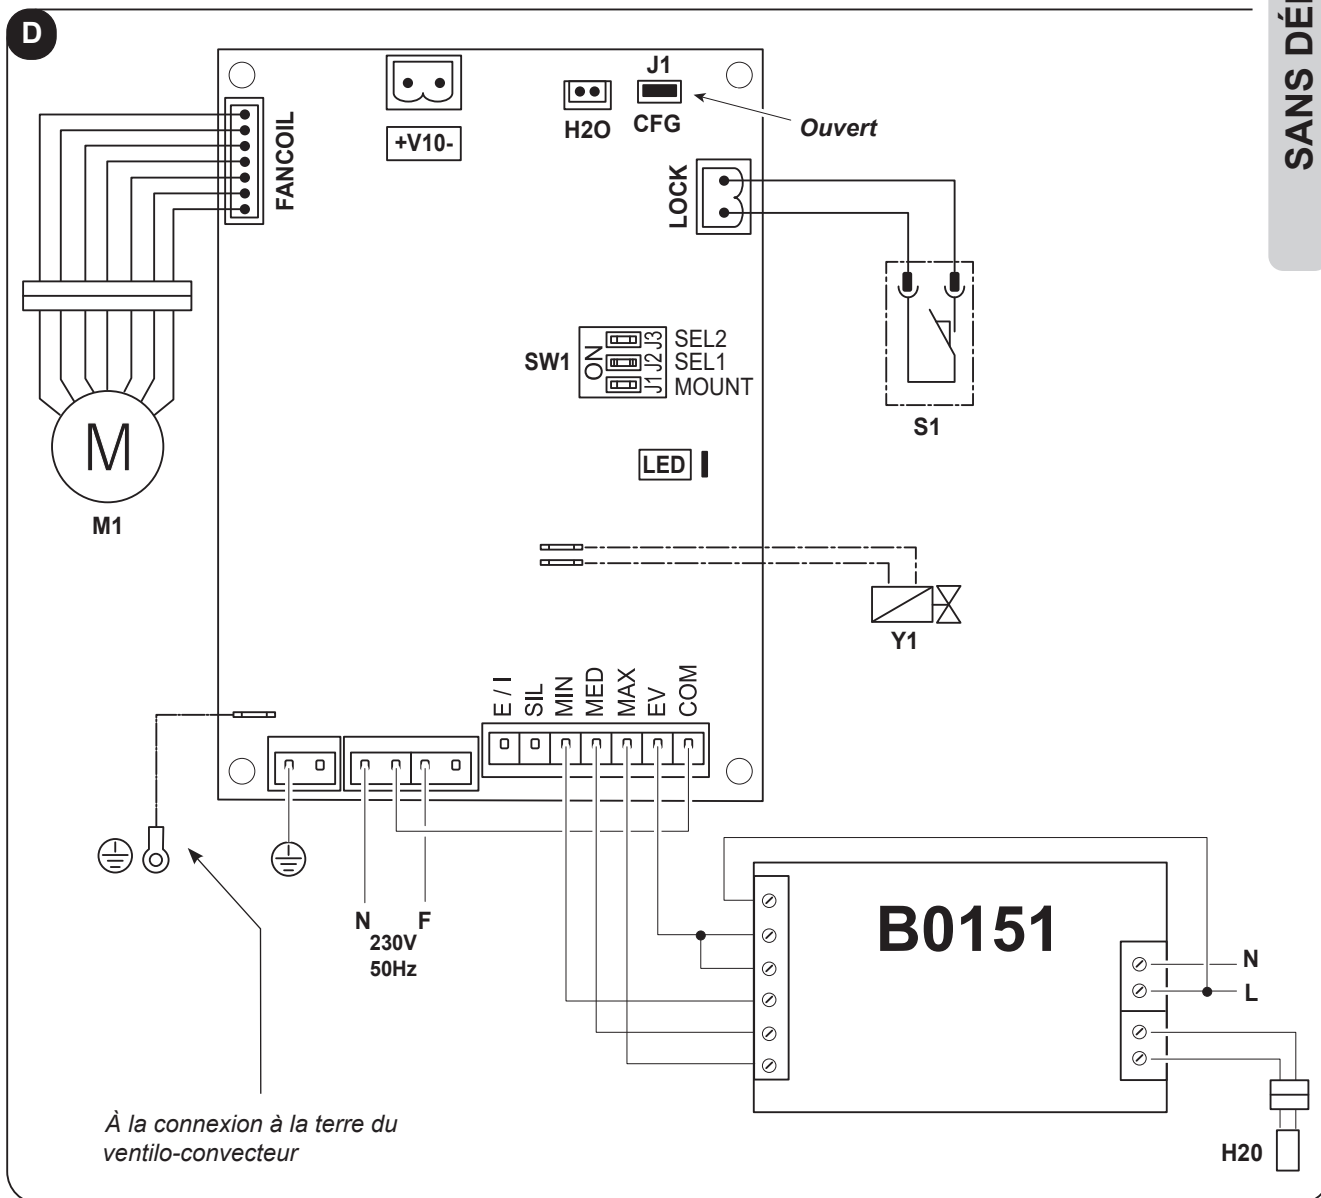 D
SANS DÉ
J1
+V10-
H2O
CFG
Ouvert
FANCOIL
LOCK
SW1
ON
J3
J2
J1
SEL2
SEL1
MOUNT
S1
LED
M
M1
Y1
E / I
SIL
MIN
MED
MAX
EV
COM
N
F
230V
50Hz
B0151
N
L
À la connexion à la terre du
ventilo-convecteur
H20